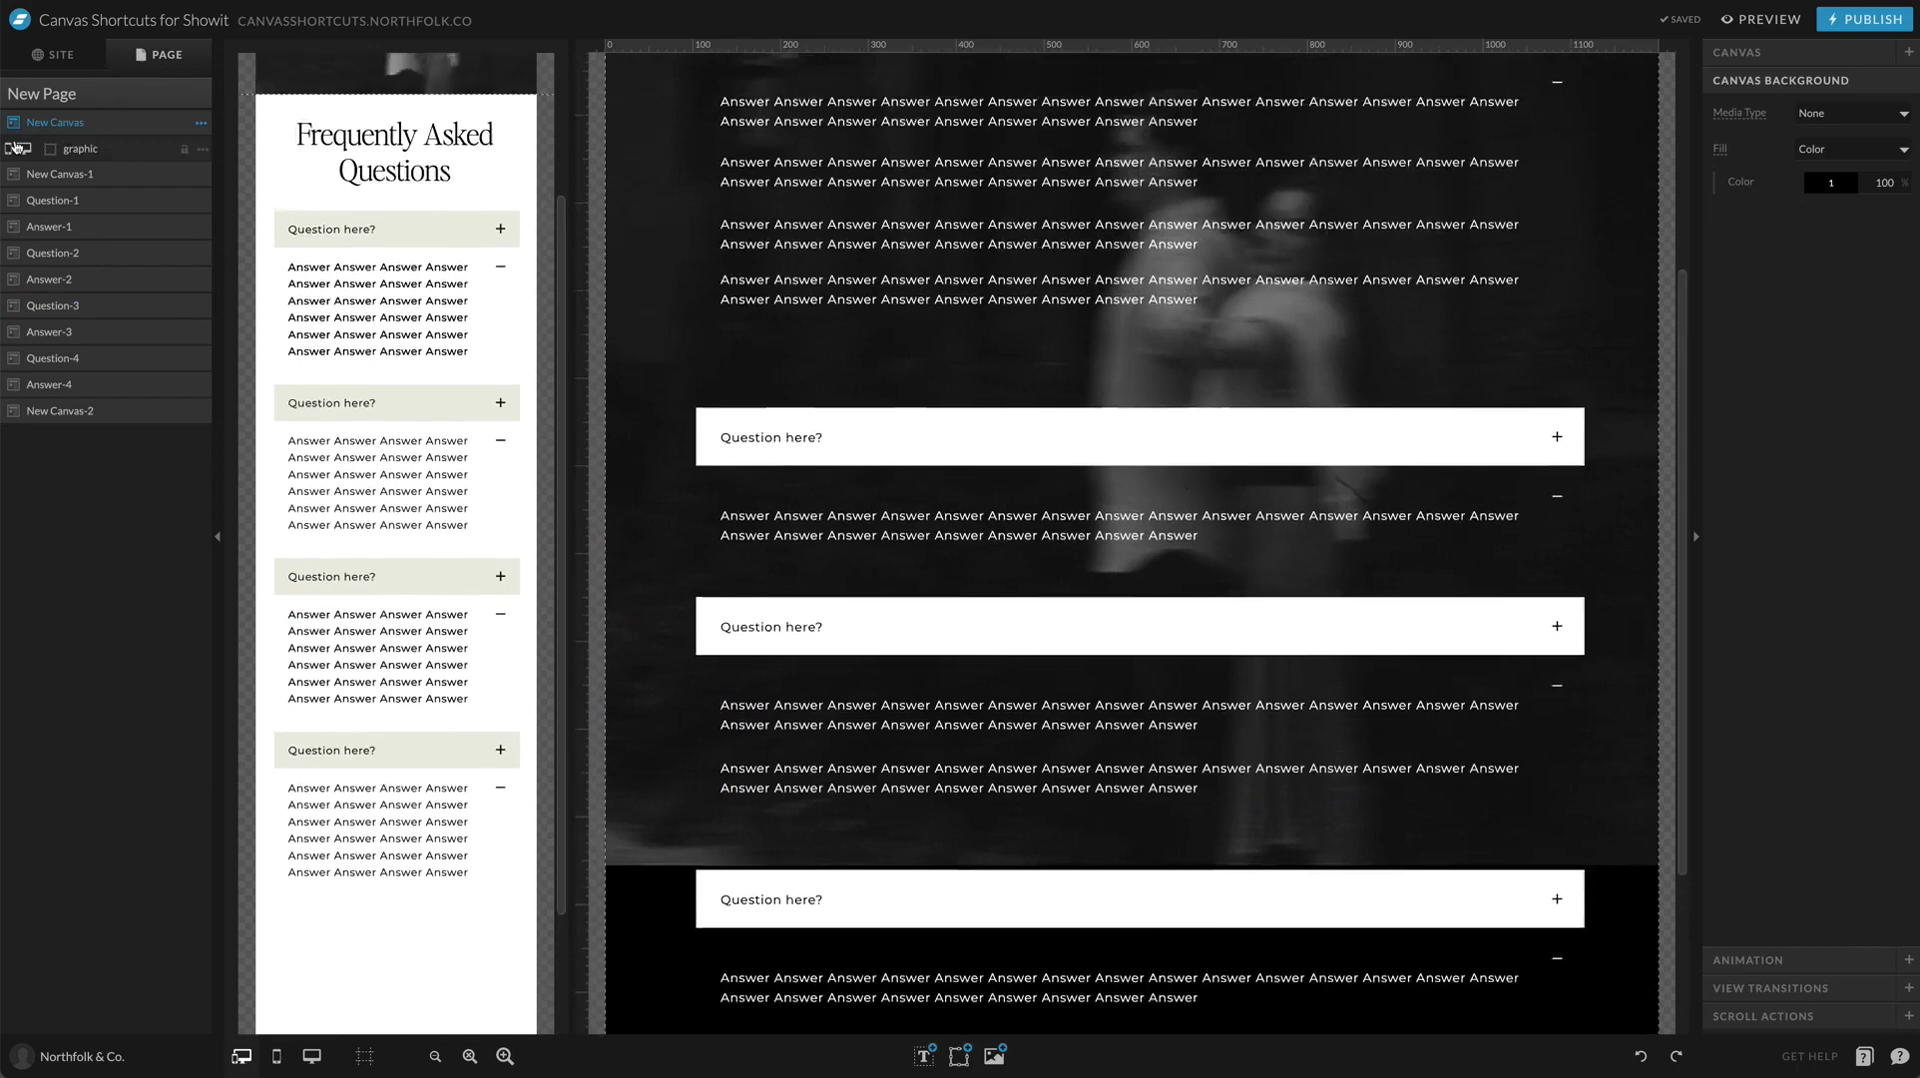 Canvas Shortcuts for Showit CANVASSHORTCUTS.NORTHFOLK.CO
SAVED PREVIEW PUBLISH
SITE PAGE
New Page
New Canvas
graphic
New Canvas-1
Question-1
Answer-1
Question-2
Answer-2
Question-3
Answer-3
Question-4
Answer-4
New Canvas-2
Northfolk & Co.
Frequently Asked
Questions
Question here? +
Answer Answer Answer Answer
Answer Answer Answer Answer
Answer Answer Answer Answer
Answer Answer Answer Answer
Answer Answer Answer Answer
Answer Answer Answer Answer
Question here? +
Answer Answer Answer Answer
Answer Answer Answer Answer
Answer Answer Answer Answer
Answer Answer Answer Answer
Answer Answer Answer Answer
Answer Answer Answer Answer
Question here? +
Answer Answer Answer Answer
Answer Answer Answer Answer
Answer Answer Answer Answer
Answer Answer Answer Answer
Answer Answer Answer Answer
Answer Answer Answer Answer
Question here? +
Answer Answer Answer Answer
Answer Answer Answer Answer
Answer Answer Answer Answer
Answer Answer Answer Answer
Answer Answer Answer Answer
Answer Answer Answer Answer
0 100 200 300 400 500 600 700 800 900 1000 1100
Answer Answer Answer Answer Answer Answer Answer Answer Answer Answer Answer Answer Answer Answer Answer
Answer Answer Answer Answer Answer Answer Answer Answer Answer
Answer Answer Answer Answer Answer Answer Answer Answer Answer Answer Answer Answer Answer Answer Answer
Answer Answer Answer Answer Answer Answer Answer Answer Answer
Answer Answer Answer Answer Answer Answer Answer Answer Answer Answer Answer Answer Answer Answer Answer
Answer Answer Answer Answer Answer Answer Answer Answer Answer
Answer Answer Answer Answer Answer Answer Answer Answer Answer Answer Answer Answer Answer Answer Answer
Answer Answer Answer Answer Answer Answer Answer Answer Answer
Question here? +
Answer Answer Answer Answer Answer Answer Answer Answer Answer Answer Answer Answer Answer Answer Answer
Answer Answer Answer Answer Answer Answer Answer Answer Answer
Question here? +
Answer Answer Answer Answer Answer Answer Answer Answer Answer Answer Answer Answer Answer Answer Answer
Answer Answer Answer Answer Answer Answer Answer Answer Answer
Answer Answer Answer Answer Answer Answer Answer Answer Answer Answer Answer Answer Answer Answer Answer
Answer Answer Answer Answer Answer Answer Answer Answer Answer
Question here? +
Answer Answer Answer Answer Answer Answer Answer Answer Answer Answer Answer Answer Answer Answer Answer
Answer Answer Answer Answer Answer Answer Answer Answer Answer
CANVAS +
CANVAS BACKGROUND
Media Type None
Fill Color
Color 1 100 %
ANIMATION +
VIEW TRANSITIONS +
SCROLL ACTIONS +
GET HELP